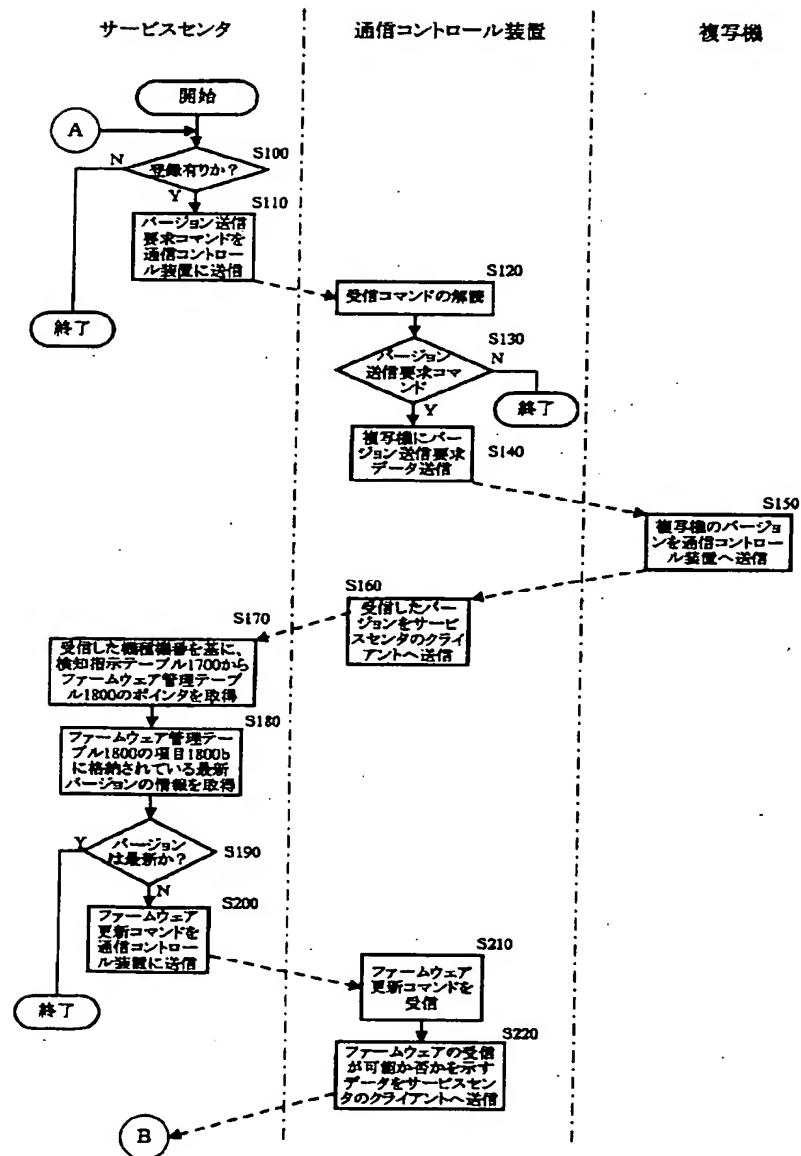 サービスセンタ
通信コントロール装置
複写機
開始
A
S100
N
登録有りか？
Y
S110
バージョン送信
要求コマンドを
通信コントロー
ル装置に送信
終了
S120
受信コマンドの解読
S130
バージョン
送信要求コマ
ンド
N
Y
終了
複写機にバー
ジョン送信要求
データ送信
S140
S150
複写機のバージョ
ンを通信コントロー
ル装置へ送信
S160
受信したバー
ジョンをサービ
スセンタのクライ
アントへ送信
S170
受信した機種機番を基に、
検知指示テーブル1700から
ファームウェア管理テーブ
ル1800のポインタを取得
S180
ファームウェア管理テー
ブル1800の項目1800b
に格納されている最新
バージョンの情報を取得
Y
バージョン
は最新か？
S190
N
S200
ファームウェア
更新コマンドを
通信コントロー
ル装置に送信
終了
S210
ファームウェア
更新コマンドを
受信
S220
ファームウェアの受信
が可能か否かを示す
データをサービスセン
タのクライアントへ送信
B